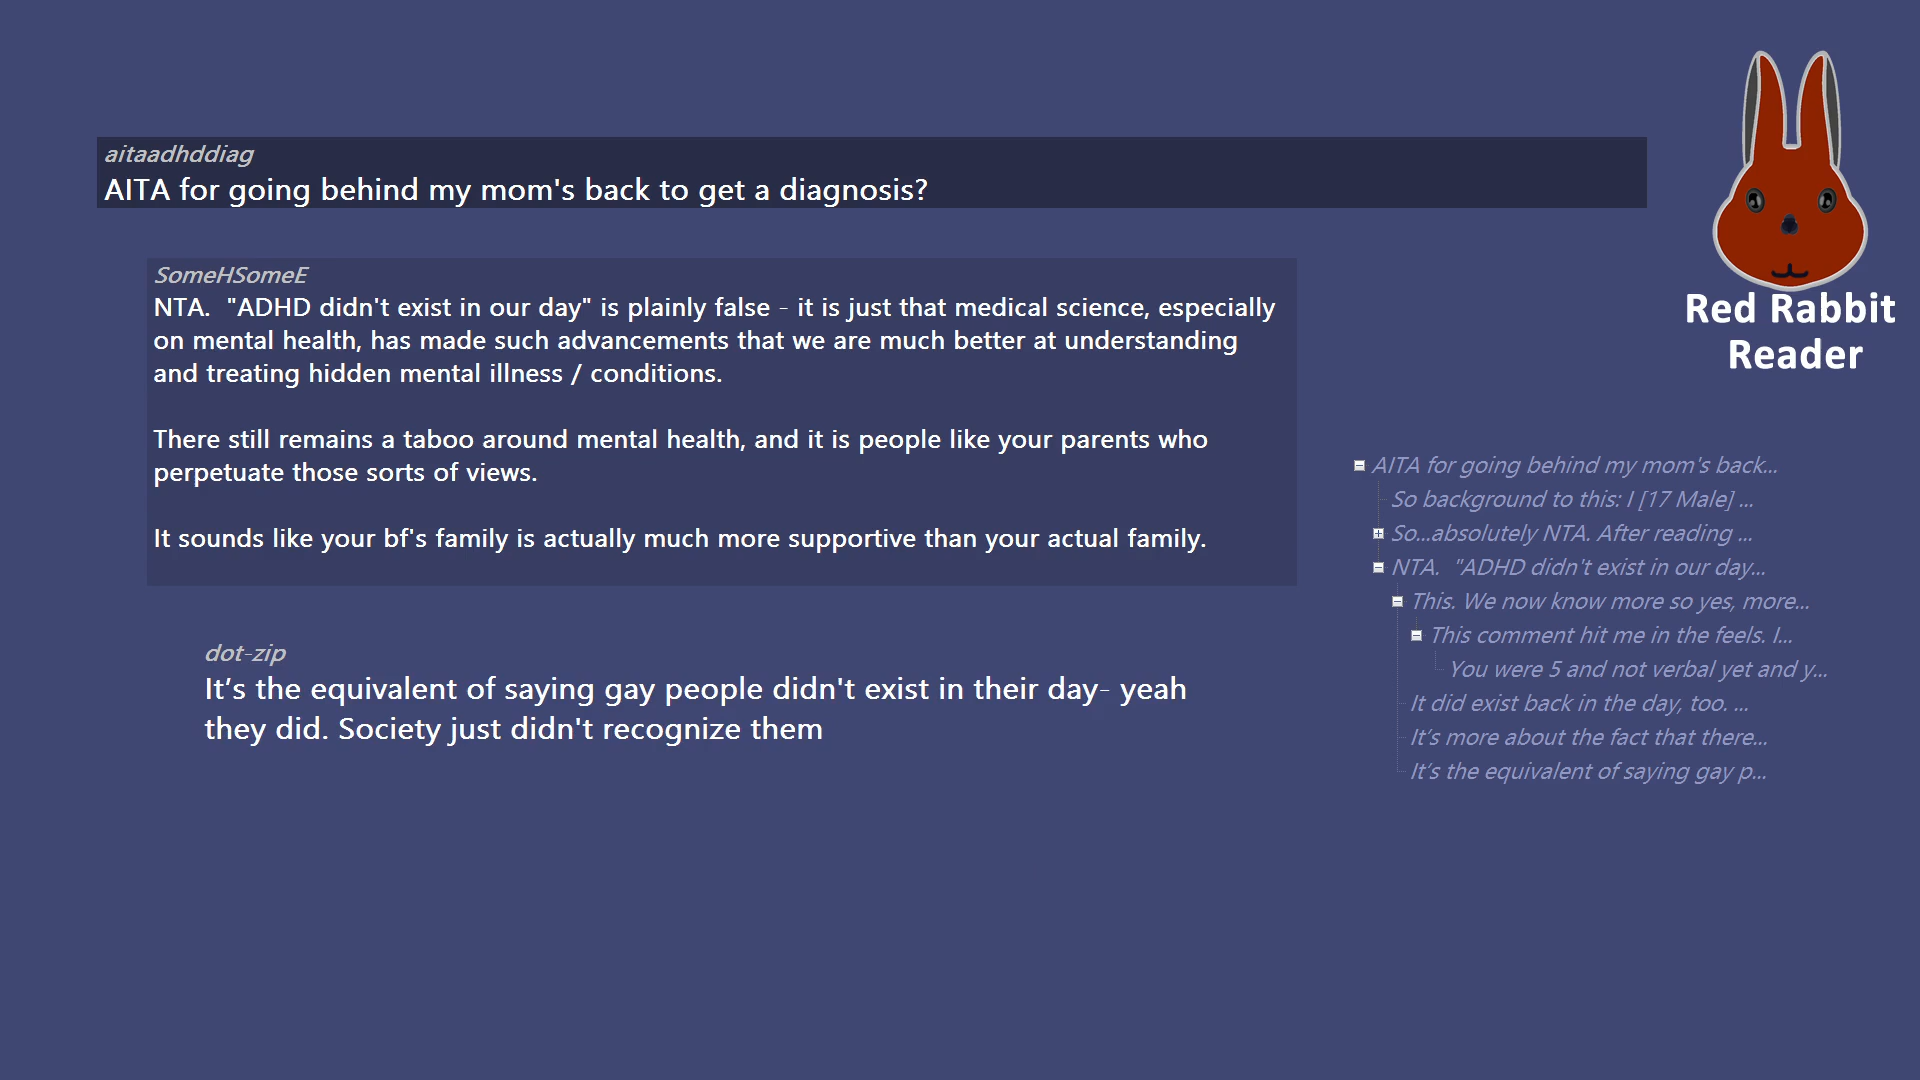 aitaadhddiag
AITA for going behind my mom's back to get a diagnosis?
SomeHSomeE
NTA.  "ADHD didn't exist in our day" is plainly false - it is just that medical science, especially
on mental health, has made such advancements that we are much better at understanding
and treating hidden mental illness / conditions.
There still remains a taboo around mental health, and it is people like your parents who
perpetuate those sorts of views.
It sounds like your bf's family is actually much more supportive than your actual family.
dot-zip
It’s the equivalent of saying gay people didn't exist in their day- yeah
they did. Society just didn't recognize them
Red Rabbit
Reader
AITA for going behind my mom's back...
So background to this: I [17 Male] ...
So...absolutely NTA. After reading ...
NTA.  "ADHD didn't exist in our day...
This. We now know more so yes, more...
This comment hit me in the feels. I...
You were 5 and not verbal yet and y...
It did exist back in the day, too. ...
It’s more about the fact that there...
It’s the equivalent of saying gay p...